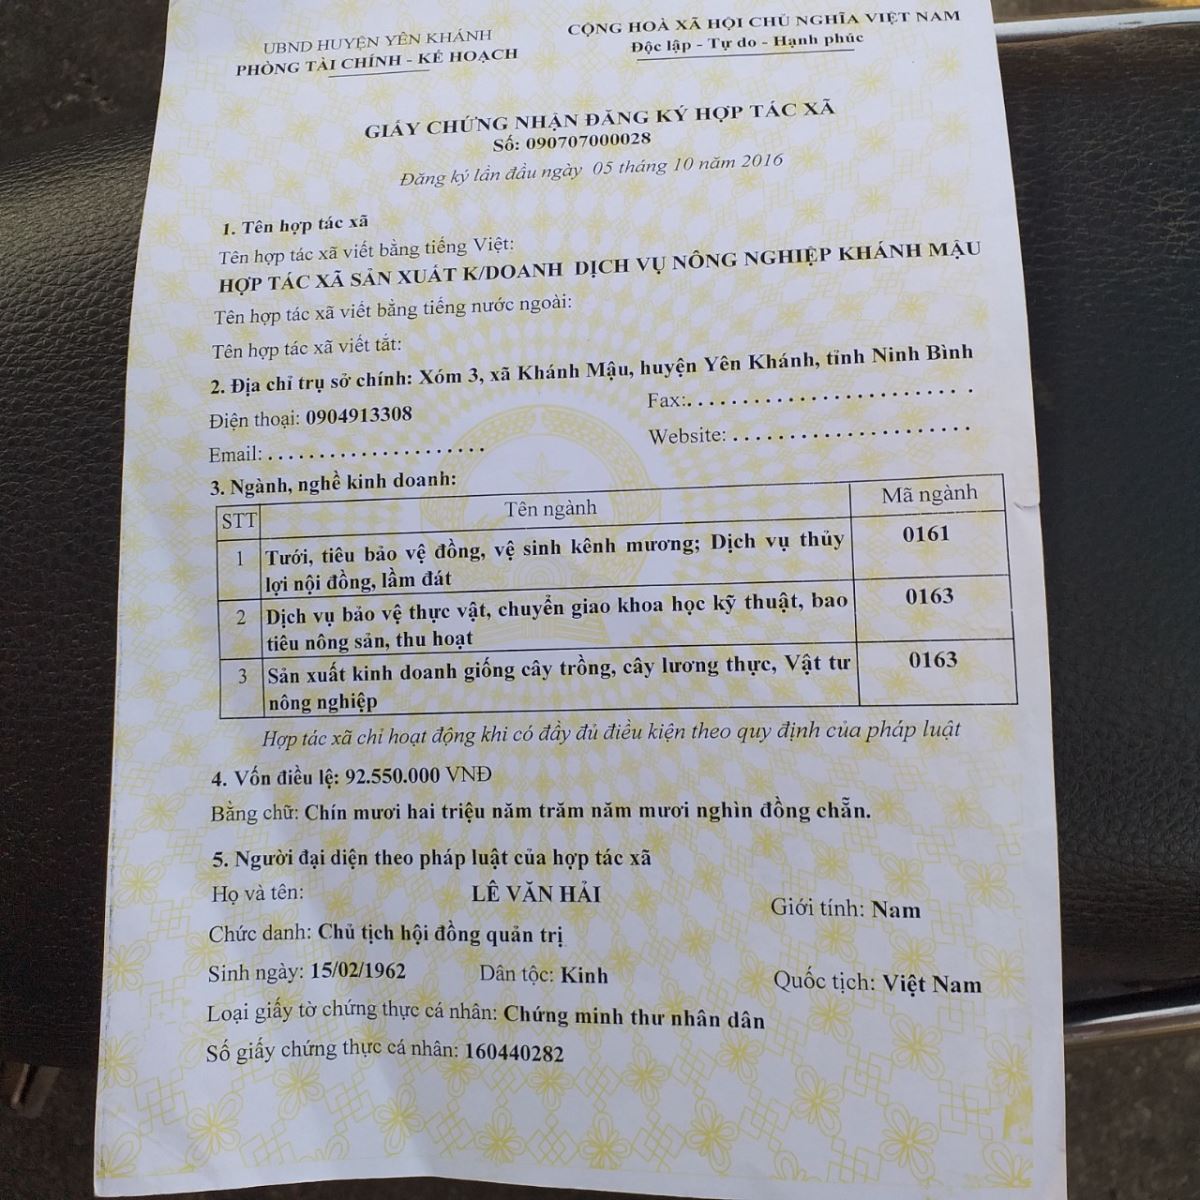 UBND HUYỆN YÊN KHÁNH
PHÒNG TÀI CHÍNH - KẾ HOẠCH
CỘNG HOÀ XÃ HỘI CHỦ NGHĨA VIỆT NAM
Độc lập - Tự do - Hạnh phúc
GIẤY CHỨNG NHẬN ĐĂNG KÝ HỢP TÁC XÃ
Số: 090707000028
Đăng ký lần đầu ngày 05 tháng 10 năm 2016
1. Tên hợp tác xã
Tên hợp tác xã viết bằng tiếng Việt:
HỢP TÁC XÃ SẢN XUẤT K/DOANH DỊCH VỤ NÔNG NGHIỆP KHÁNH MẬU
Tên hợp tác xã viết bằng tiếng nước ngoài:
Tên hợp tác xã viết tắt:
2. Địa chỉ trụ sở chính: Xóm 3, xã Khánh Mậu, huyện Yên Khánh, tỉnh Ninh Bình
Điện thoại: 0904913308 Fax:. . . . . . . . . . . . . . . . . . . . . . . . .
Email: . . . . . . . . . . . . . . . . . . . . Website: . . . . . . . . . . . . . . . . . . . . .
3. Ngành, nghề kinh doanh:
STT Tên ngành Mã ngành
1 Tưới, tiêu bảo vệ đồng, vệ sinh kênh mương; Dịch vụ thủy 0161
lợi nội đồng, lầm đát
2 Dịch vụ bảo vệ thực vật, chuyển giao khoa học kỹ thuật, bao 0163
tiêu nông sản, thu hoạt
3 Sản xuất kinh doanh giống cây trồng, cây lương thực, Vật tư 0163
nông nghiệp
Hợp tác xã chỉ hoạt động khi có đầy đủ điều kiện theo quy định của pháp luật
4. Vốn điều lệ: 92.550.000 VNĐ
Bằng chữ: Chín mươi hai triệu năm trăm năm mươi nghìn đồng chẵn.
5. Người đại diện theo pháp luật của hợp tác xã
Họ và tên: LÊ VĂN HẢI Giới tính: Nam
Chức danh: Chủ tịch hội đồng quản trị
Sinh ngày: 15/02/1962 Dân tộc: Kinh Quốc tịch: Việt Nam
Loại giấy tờ chứng thực cá nhân: Chứng minh thư nhân dân
Số giấy chứng thực cá nhân: 160440282